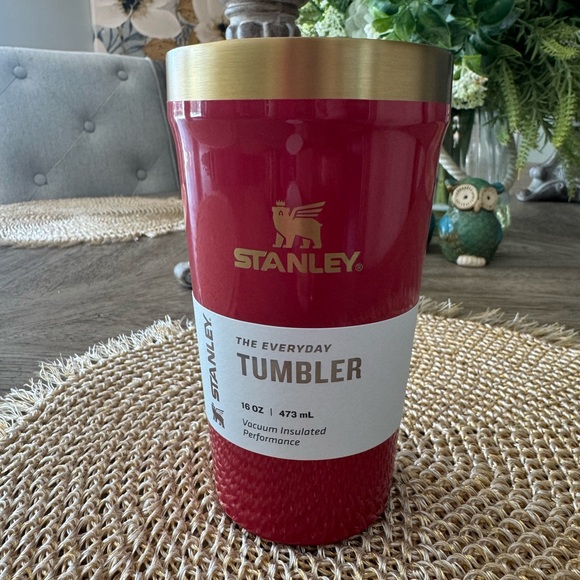 STANLEY®
STANLEY
THE EVERYDAY
TUMBLER
16 OZ | 473 mL
Vacuum Insulated
Performance